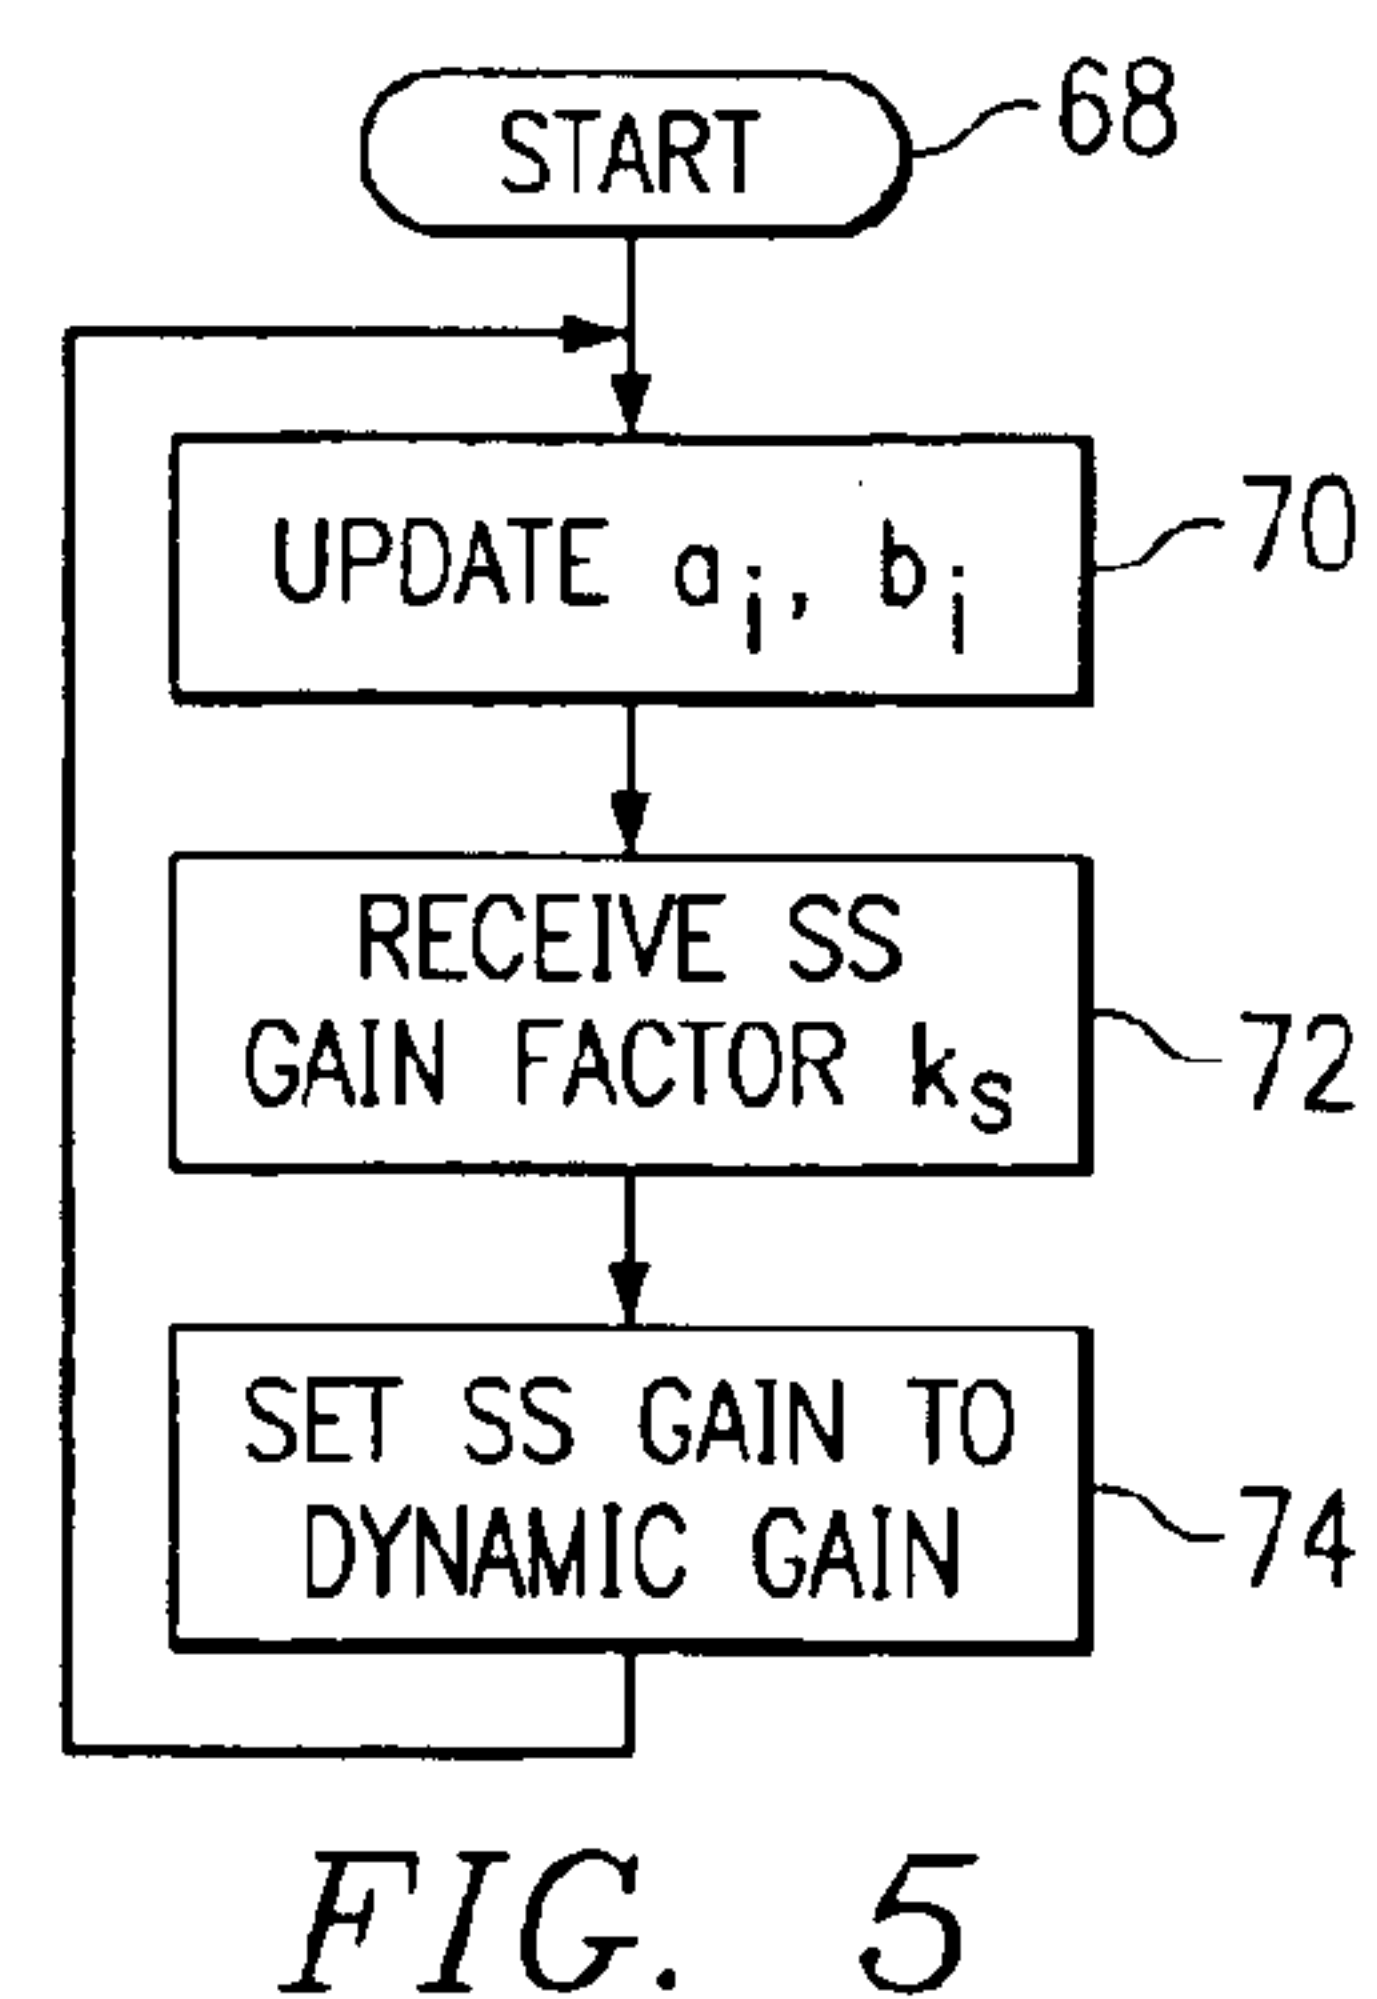 START
68
UPDATE aᵢ, bᵢ
70
RECEIVE SS
GAIN FACTOR kₛ
72
SET SS GAIN TO
DYNAMIC GAIN
74
FIG. 5